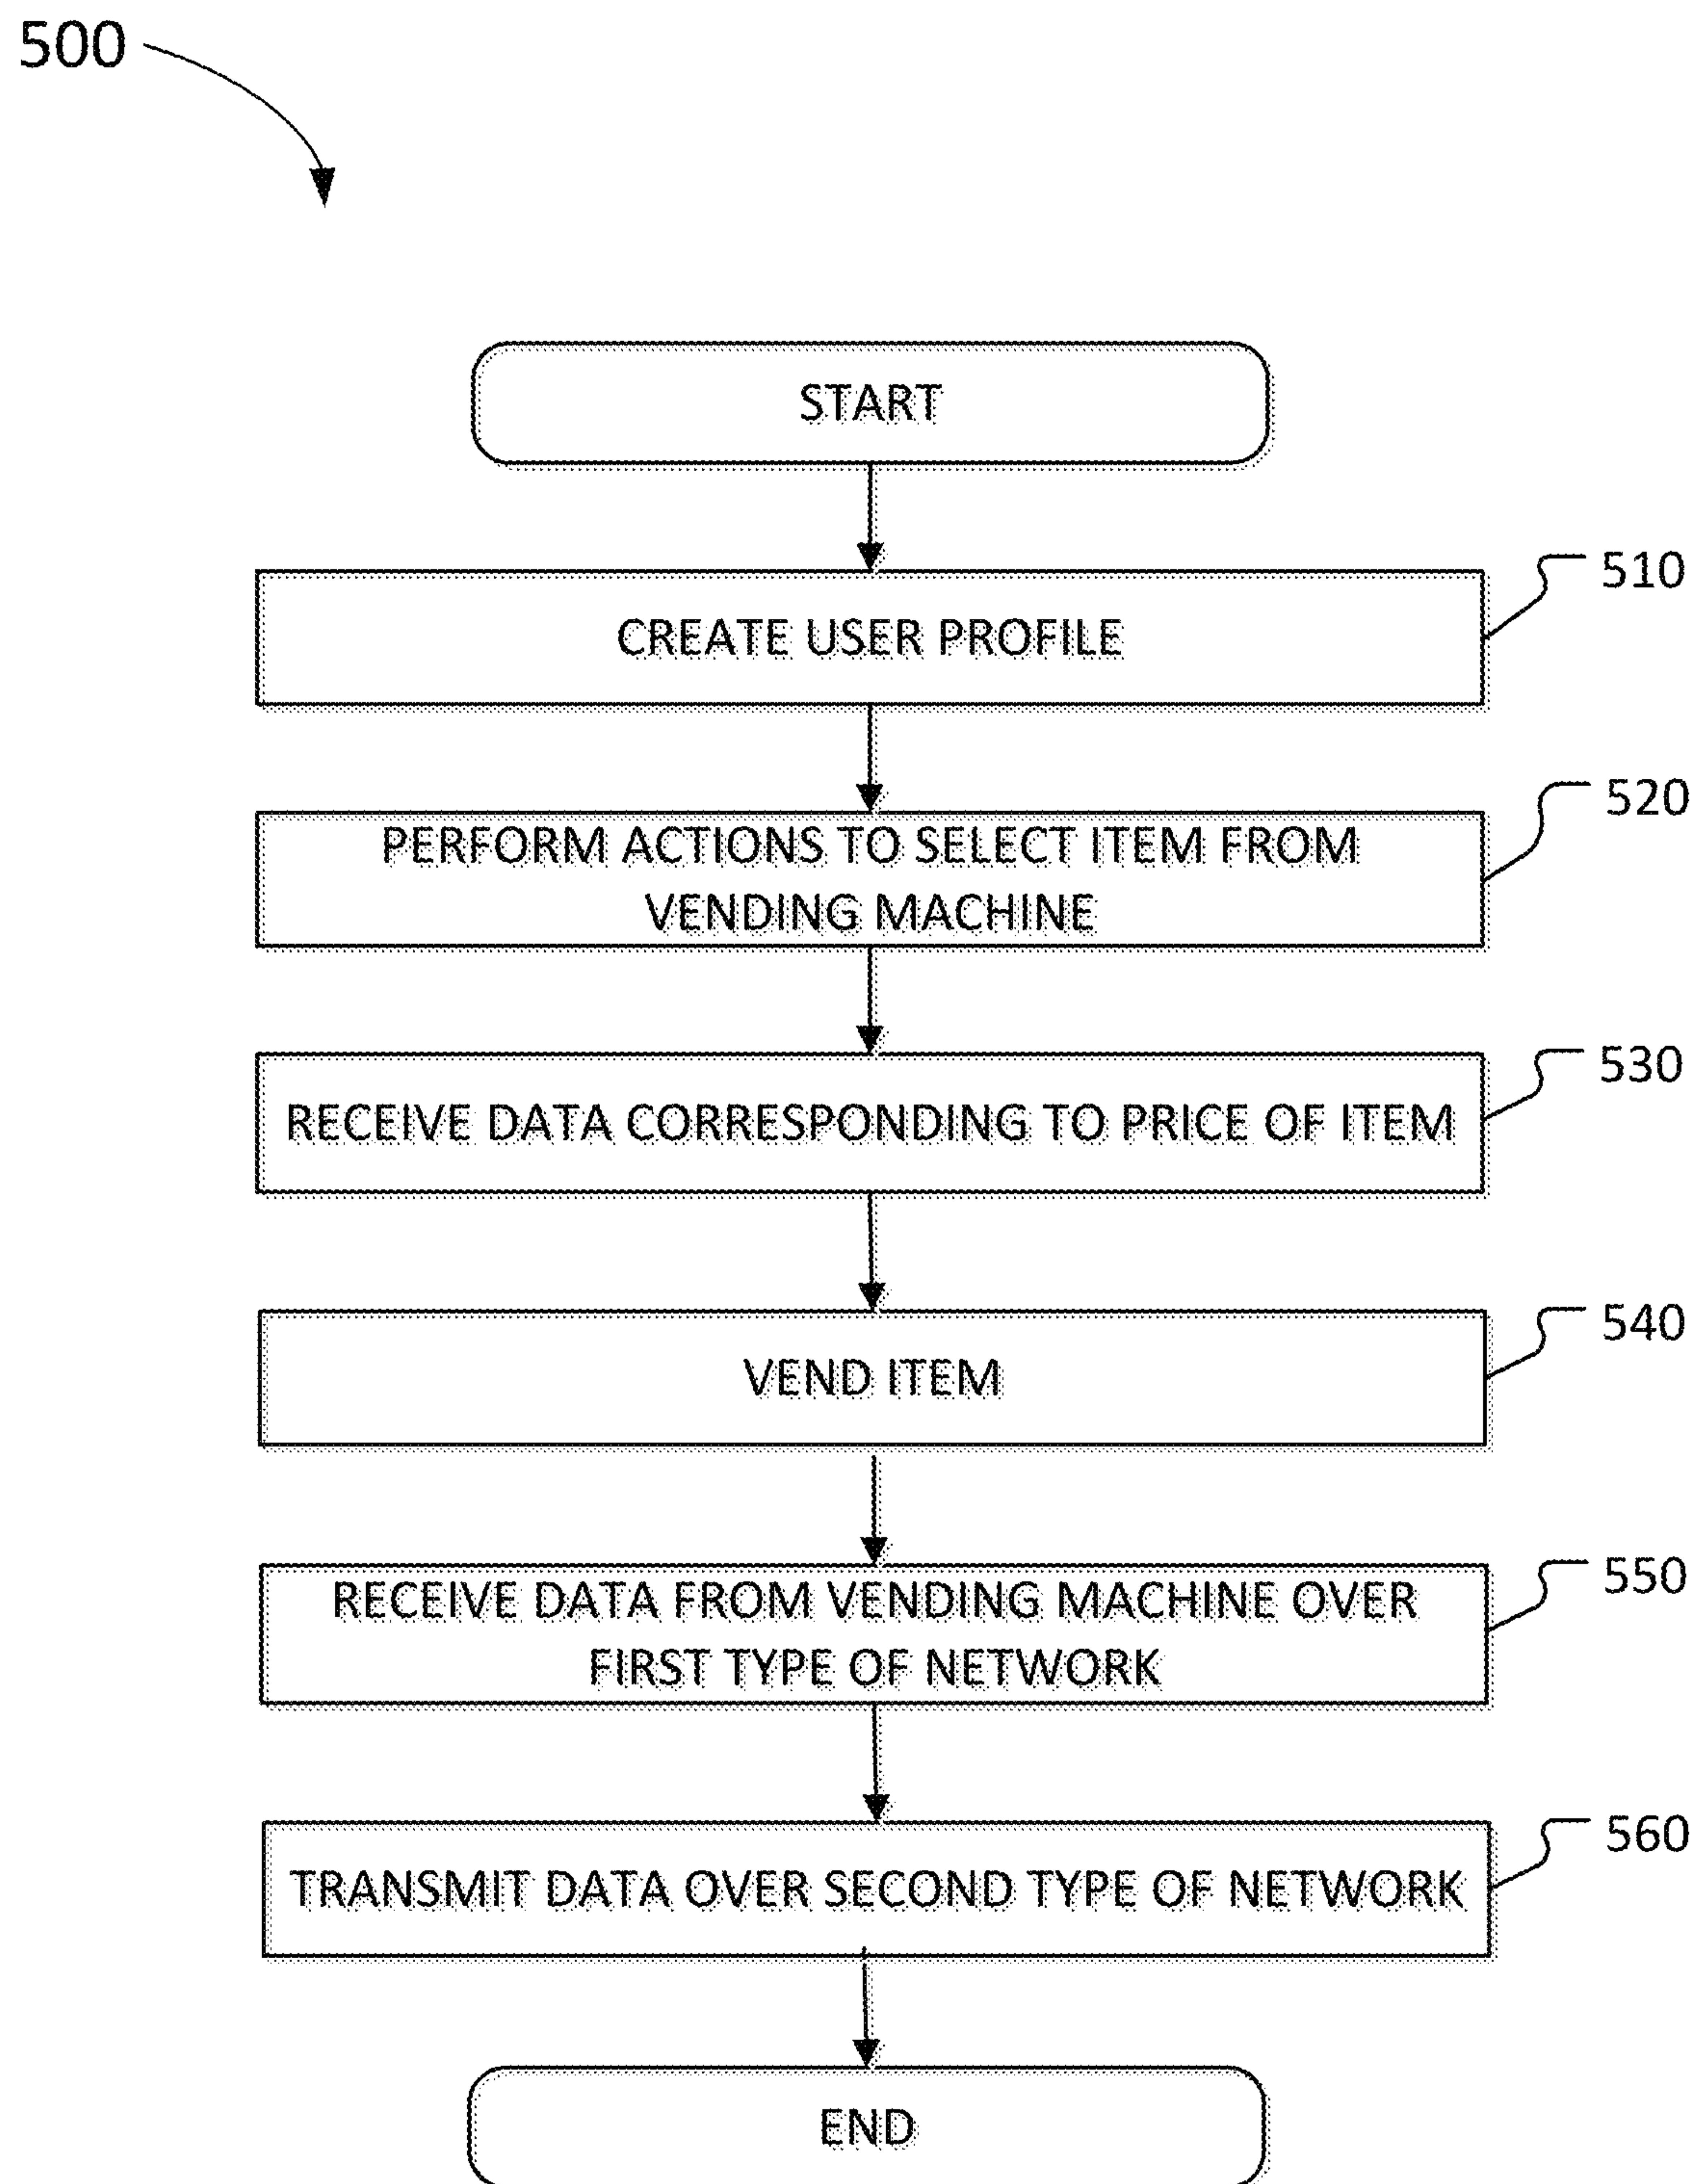 500
START
510
CREATE USER PROFILE
520
PERFORM ACTIONS TO SELECT ITEM FROM
VENDING MACHINE
530
RECEIVE DATA CORRESPONDING TO PRICE OF ITEM
540
VEND ITEM
550
RECEIVE DATA FROM VENDING MACHINE OVER
FIRST TYPE OF NETWORK
560
TRANSMIT DATA OVER SECOND TYPE OF NETWORK
END